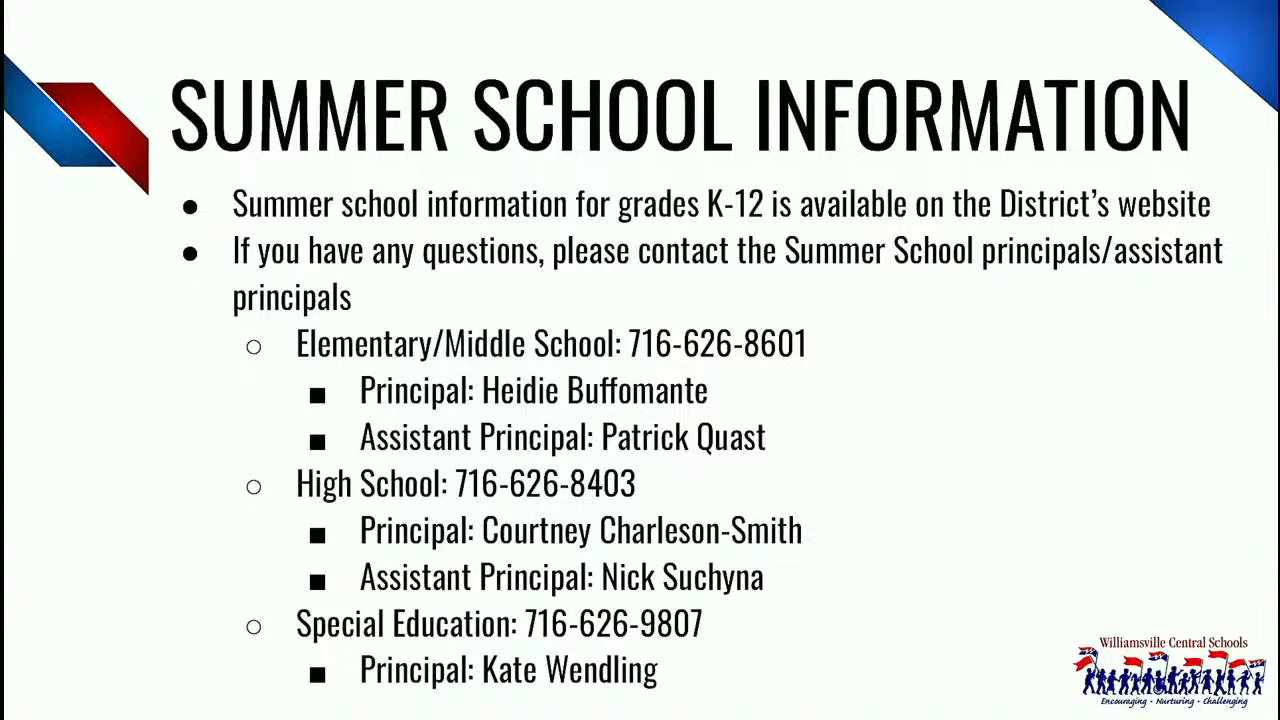 SUMMER SCHOOL INFORMATION
● Summer school information for grades K-12 is available on the District’s website
● If you have any questions, please contact the Summer School principals/assistant
principals
○ Elementary/Middle School: 716-626-8601
■ Principal: Heidie Buffomante
■ Assistant Principal: Patrick Quast
○ High School: 716-626-8403
■ Principal: Courtney Charleson-Smith
■ Assistant Principal: Nick Suchyna
○ Special Education: 716-626-9807
■ Principal: Kate Wendling
Williamsville Central Schools
Encouraging • Nurturing • Challenging